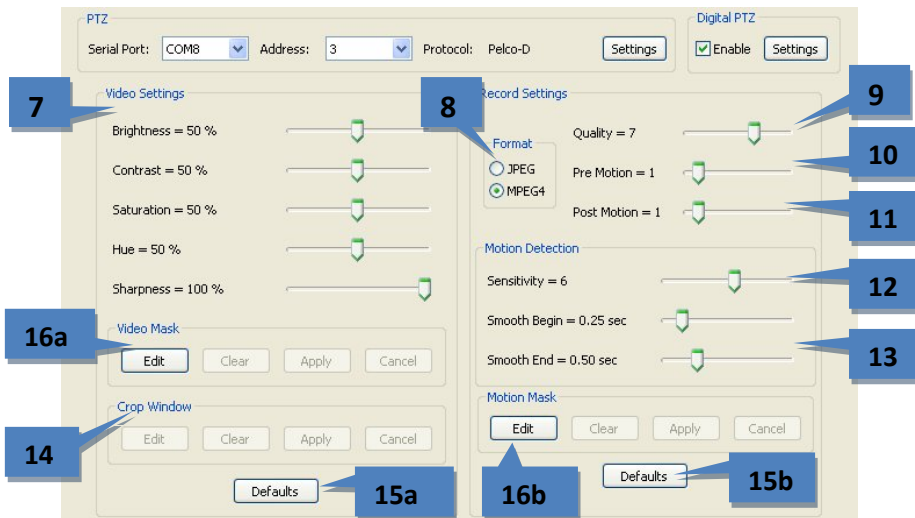 PTZ
Serial Port: COM8 Address: 3 Protocol: Pelco-D Settings
Digital PTZ
Enable Settings
7
Video Settings
Brightness = 50 %
Contrast = 50 %
Saturation = 50 %
Hue = 50 %
Sharpness = 100 %
16a
Video Mask
Edit Clear Apply Cancel
14
Crop Window
Edit Clear Apply Cancel
Defaults
15a
8
Record Settings
Format
JPEG
MPEG4
Quality = 7
9
Pre Motion = 1
10
Post Motion = 1
11
Motion Detection
Sensitivity = 6
12
Smooth Begin = 0.25 sec
Smooth End = 0.50 sec
13
Motion Mask
Edit Clear Apply Cancel
16b
Defaults
15b